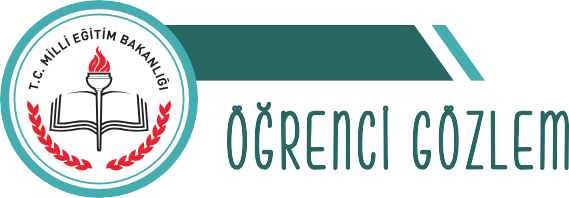 T.C. MİLLİ EĞİTİM BAKANLIĞI
ÖĞRENCİ GÖZLEM